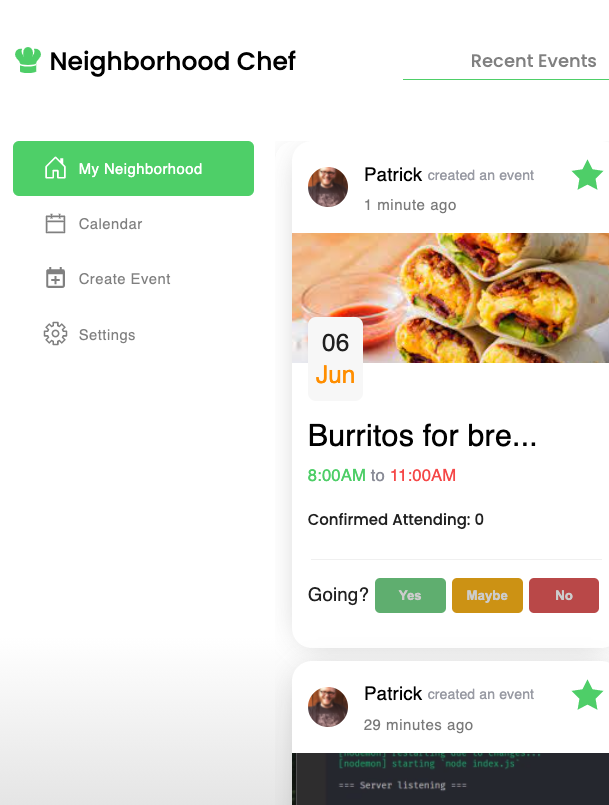 Neighborhood Chef
Recent Events
My Neighborhood
Calendar
Create Event
Settings
Patrick created an event
1 minute ago
06
Jun
Burritos for bre...
8:00AM to 11:00AM
Confirmed Attending: 0
Going? Yes Maybe No
Patrick created an event
29 minutes ago
[nodemon] restarting due to changes...
[nodemon] starting `node index.js`
=== Server listening ===